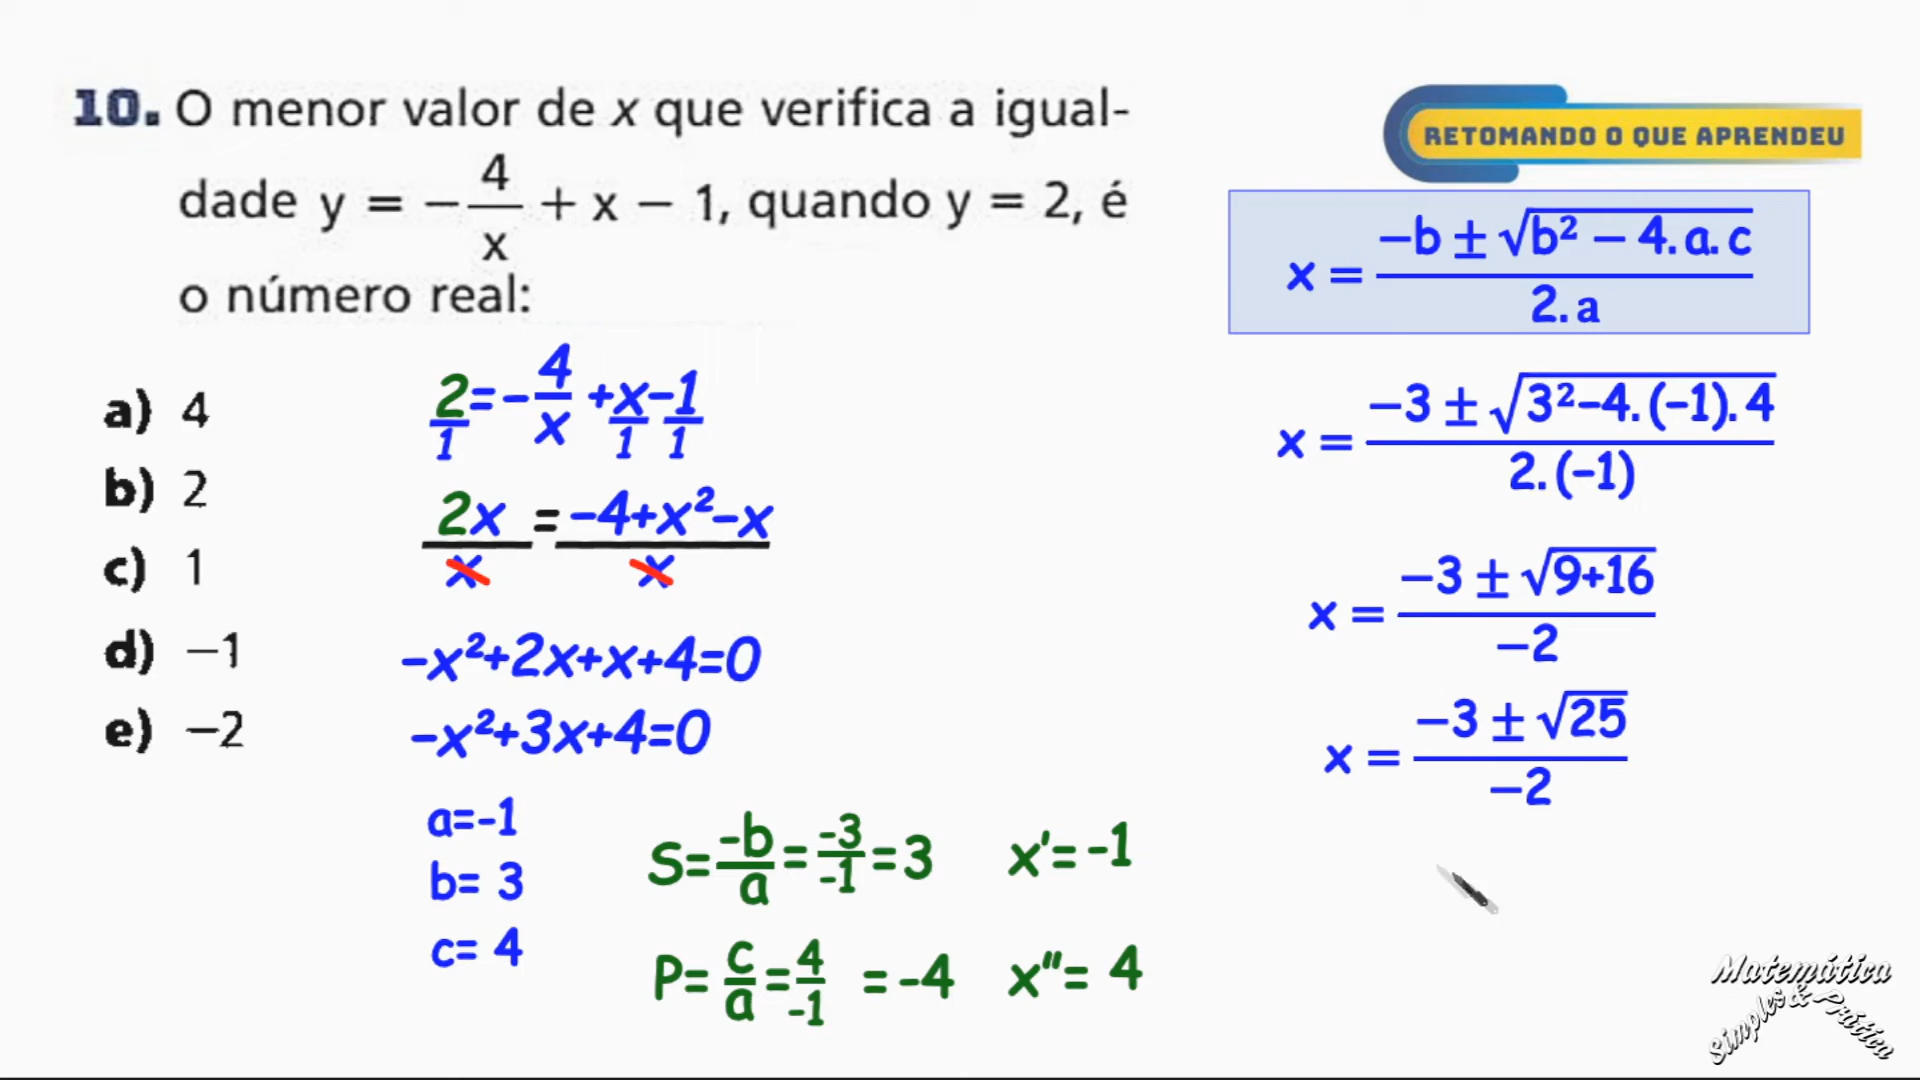 10. O menor valor de x que verifica a igual-
dade y = -4/x + x - 1, quando y = 2, é
o número real:
a) 4
b) 2
c) 1
d) -1
e) -2
2/1=-4/x+x/1-1/1
2x/x=-4+x²-x/x
-x²+2x+x+4=0
-x²+3x+4=0
a=-1
b= 3
c= 4
S=-b/a=-3/-1=3 x'= -1
P=c/a=4/-1 = -4 x"= 4
RETOMANDO O QUE APRENDEU
x = -b ± √b² - 4.a.c / 2.a
x = -3 ± √3²-4.(-1).4 / 2.(-1)
x = -3 ± √9+16 / -2
x = -3 ± √25 / -2
Matemática
Simples & Prática